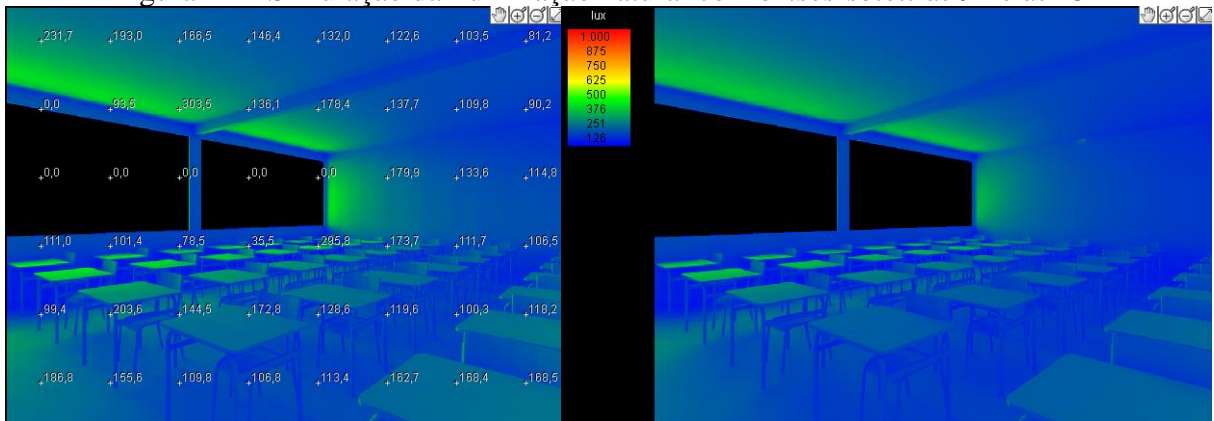 lux
+231,7 +193,0 +166,5 +146,4 +132,0 +122,6 +103,5 +81,2
+0,0 +93,5 +303,5 +136,1 +178,4 +137,7 +109,8 +90,2
+0,0 +0,0 +0,0 +0,0 +0,0 +179,9 +133,6 +114,8
+111,0 +101,4 +78,5 +35,5 +295,8 +173,7 +111,7 +106,5
+99,4 +203,6 +144,5 +172,8 +128,6 +119,6 +100,3 +118,2
+186,8 +155,6 +109,8 +106,8 +113,4 +162,7 +168,4 +168,5
1.000
875
750
625
500
376
251
126